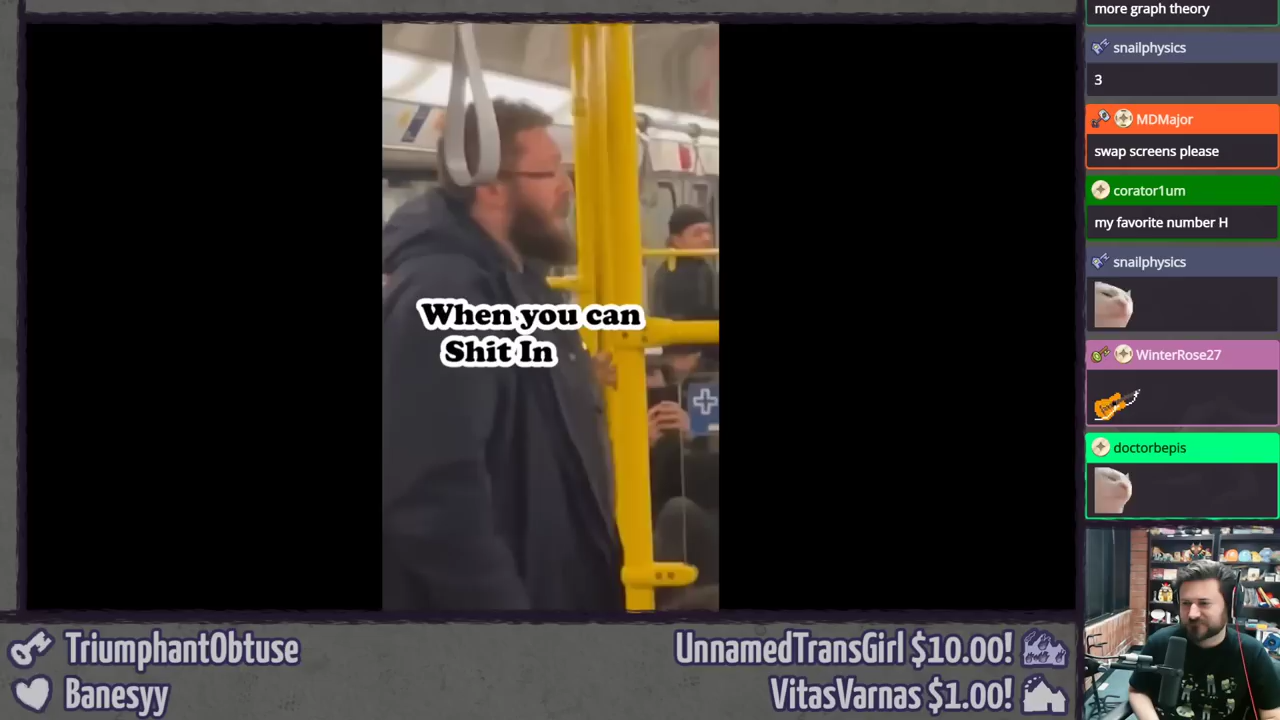 When you can
Shit In
more graph theory
snailphysics
3
MDMajor
swap screens please
corator1um
my favorite number H
snailphysics
WinterRose27
doctorbepis
TriumphantObtuse
Banesyy
UnnamedTransGirl $10.00!
VitasVarnas $1.00!